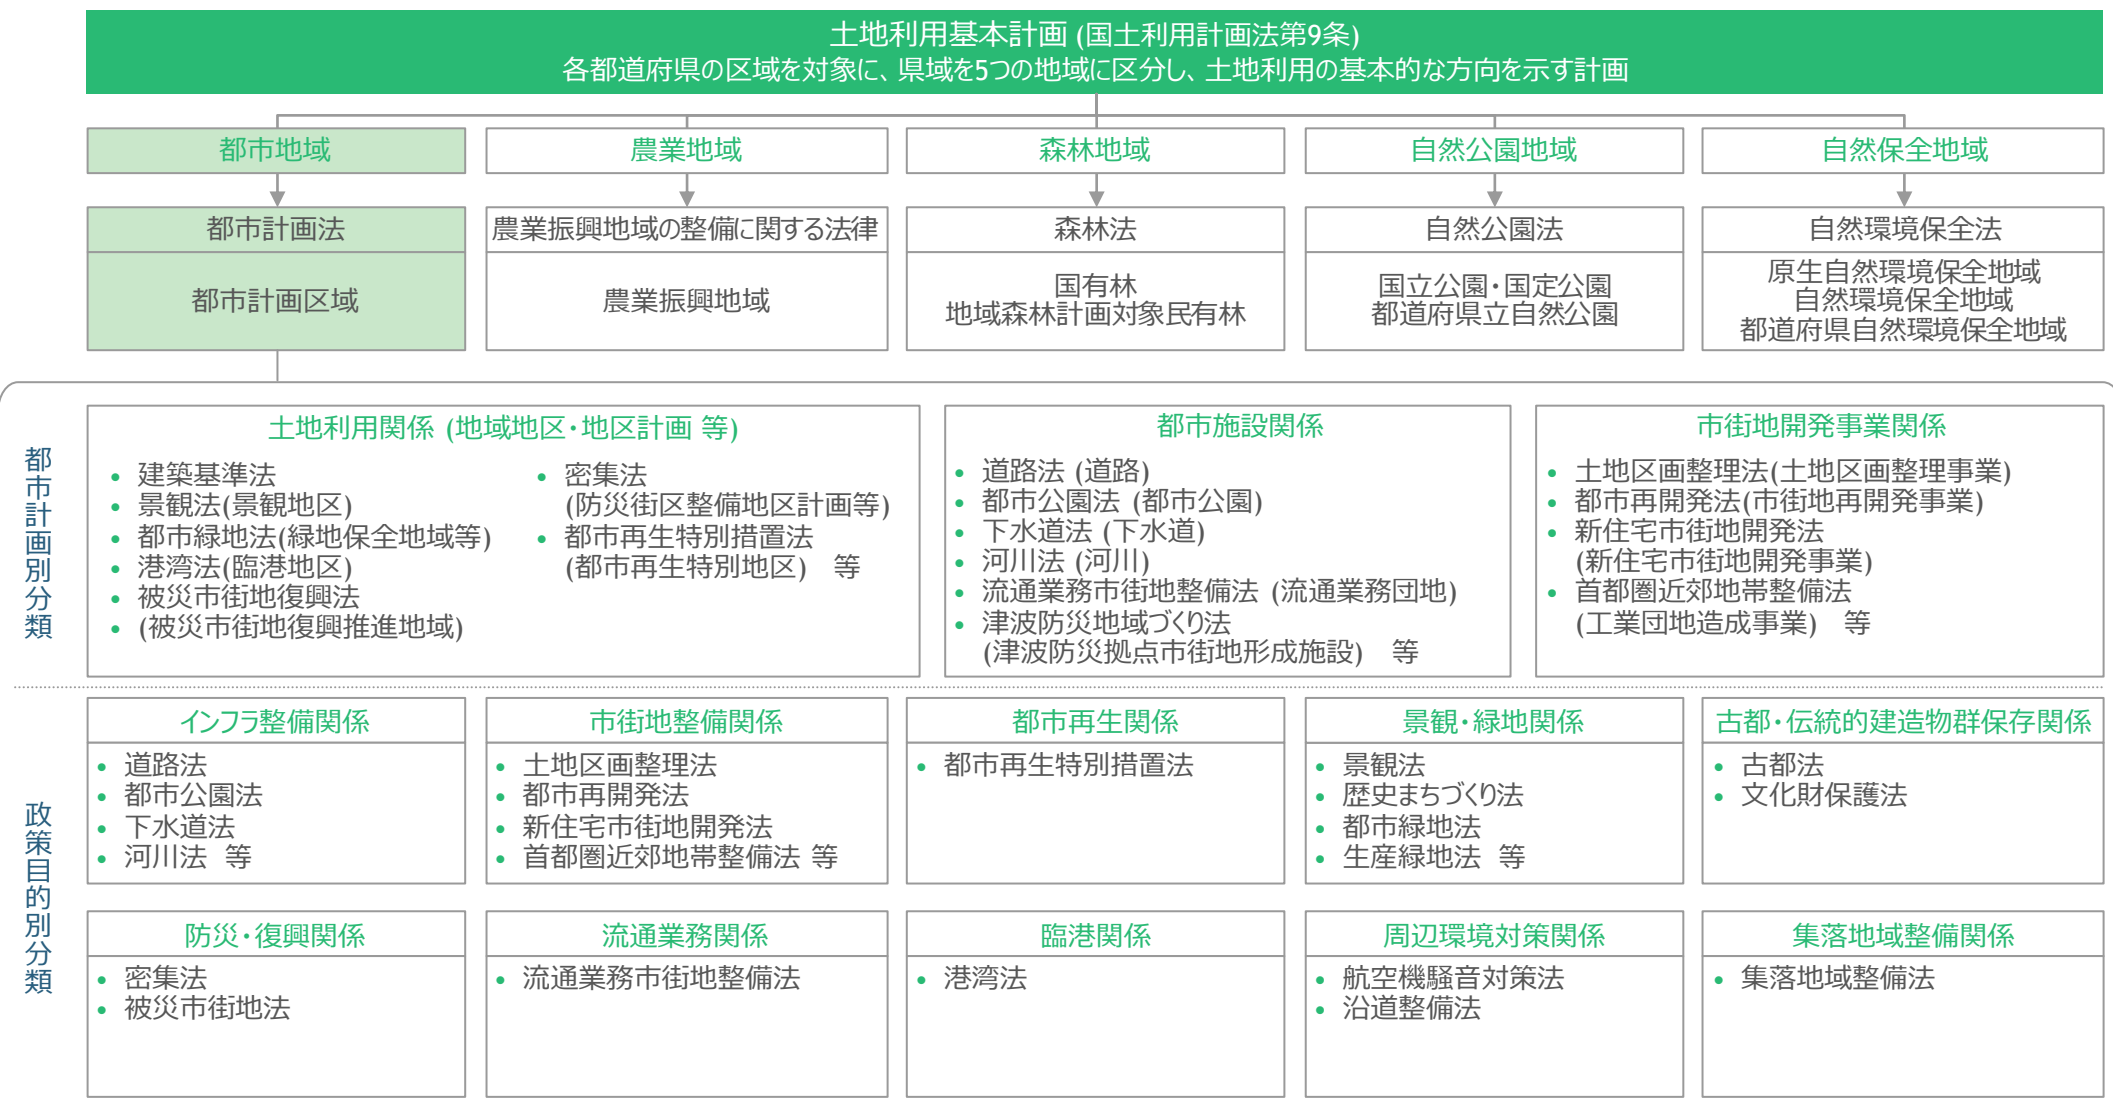 土地利用基本計画 (国土利用計画法第9条)
各都道府県の区域を対象に、県域を5つの地域に区分し、土地利用の基本的な方向を示す計画
都市地域
農業地域
森林地域
自然公園地域
自然保全地域
都市計画法
農業振興地域の整備に関する法律
森林法
自然公園法
自然環境保全法
都市計画区域
農業振興地域
国有林
地域森林計画対象民有林
国立公園・国定公園
都道府県立自然公園
原生自然環境保全地域
自然環境保全地域
都道府県自然環境保全地域
都市計画別分類
土地利用関係 (地域地区・地区計画 等)
• 建築基準法
• 景観法(景観地区)
• 都市緑地法(緑地保全地域等)
• 港湾法(臨港地区)
• 被災市街地復興法
• (被災市街地復興推進地域)
• 密集法
(防災街区整備地区計画等)
• 都市再生特別措置法
(都市再生特別地区) 等
都市施設関係
• 道路法 (道路)
• 都市公園法 (都市公園)
• 下水道法 (下水道)
• 河川法 (河川)
• 流通業務市街地整備法 (流通業務団地)
• 津波防災地域づくり法
(津波防災拠点市街地形成施設) 等
市街地開発事業関係
• 土地区画整理法(土地区画整理事業)
• 都市再開発法(市街地再開発事業)
• 新住宅市街地開発法
(新住宅市街地開発事業)
• 首都圏近郊地帯整備法
(工業団地造成事業) 等
政策目的別分類
インフラ整備関係
• 道路法
• 都市公園法
• 下水道法
• 河川法 等
市街地整備関係
• 土地区画整理法
• 都市再開発法
• 新住宅市街地開発法
• 首都圏近郊地帯整備法 等
都市再生関係
• 都市再生特別措置法
景観・緑地関係
• 景観法
• 歴史まちづくり法
• 都市緑地法
• 生産緑地法 等
古都・伝統的建造物群保存関係
• 古都法
• 文化財保護法
防災・復興関係
• 密集法
• 被災市街地法
流通業務関係
• 流通業務市街地整備法
臨港関係
• 港湾法
周辺環境対策関係
• 航空機騒音対策法
• 沿道整備法
集落地域整備関係
• 集落地域整備法